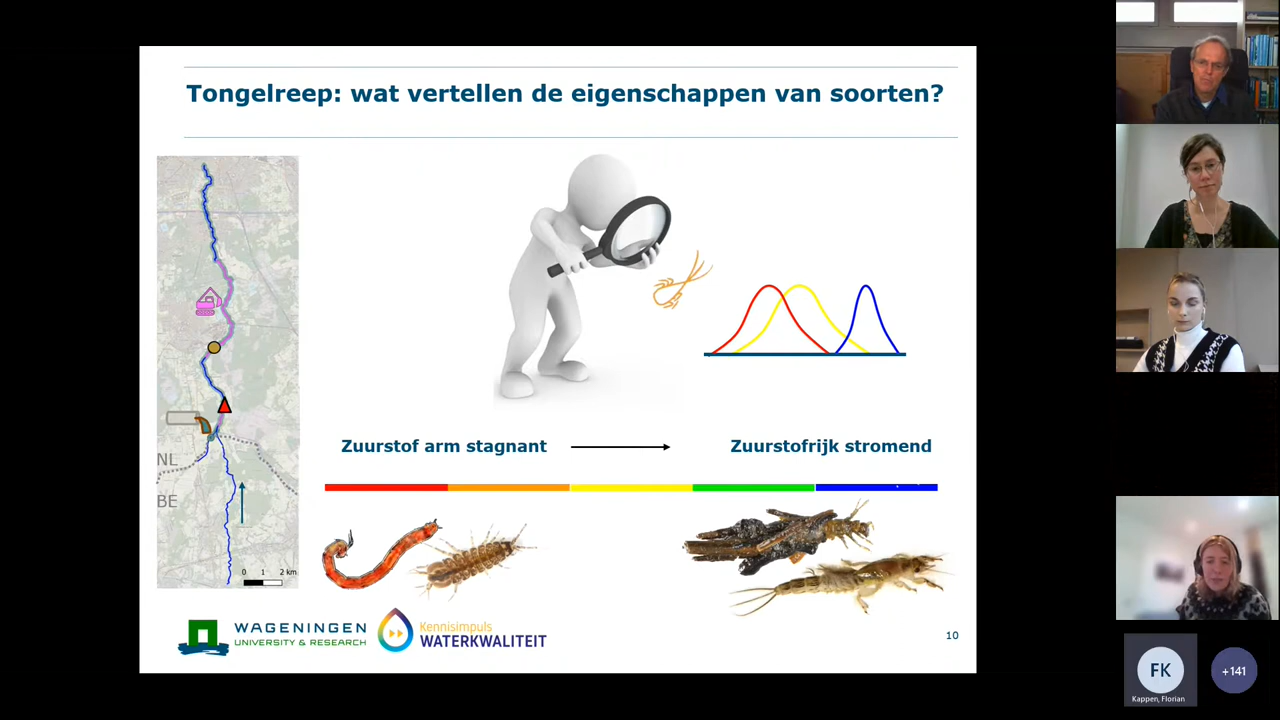 Tongelreep: wat vertellen de eigenschappen van soorten?
NL
BE
0 1 2 km
Zuurstof arm stagnant
Zuurstofrijk stromend
WAGENINGEN
UNIVERSITY & RESEARCH
Kennisimpuls
WATERKWALITEIT
10
FK
Kappen, Florian
+141